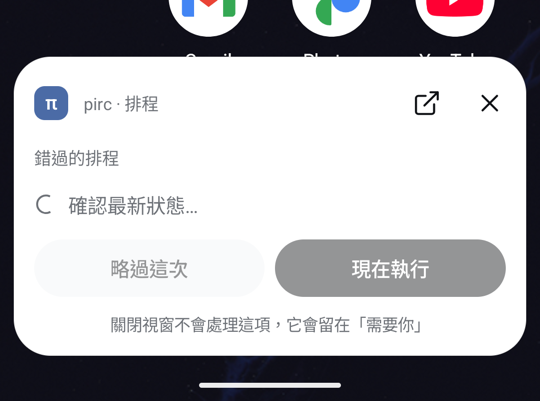 π
pirc · 排程
錯過的排程
確認最新狀態...
略過這次
現在執行
關閉視窗不會處理這項，它會留在「需要你」